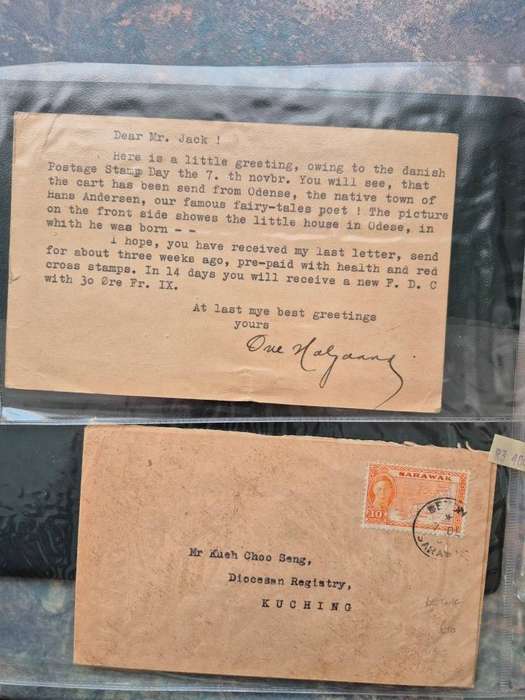 Dear Mr. Jack !
Here is a little greeting, owing to the danish
Postage Stamp Day the 7. th novbr. You will see, that
the cart has been send from Odense, the native town of
Hans Andersen, our famous fairy-tales poet ! The picture
on the front side showes the little house in Odese, in
which he was born - -
I hope, you have received my last letter, send
for about three weeks ago, pre-paid with health and red
cross stamps. In 14 days you will receive a new F. D. C
with 30 Øre Fr. IX.
At last mye best greetings
yours
SARAWAK
10
Mr Kueh Choo Seng,
Diocesan Registry,
KUCHING